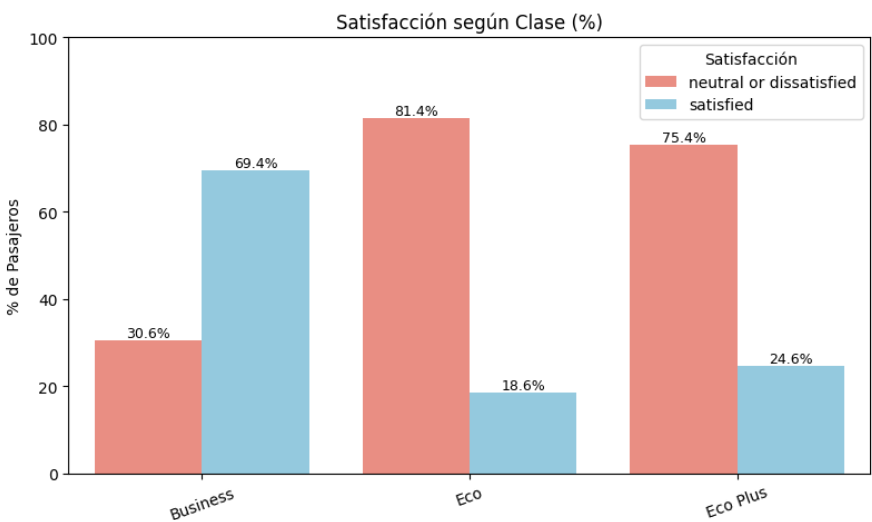 Satisfacción según Clase (%)
Satisfacción
neutral or dissatisfied
satisfied
% de Pasajeros
100
80
60
40
20
0
30.6%
69.4%
81.4%
18.6%
75.4%
24.6%
Business
Eco
Eco Plus